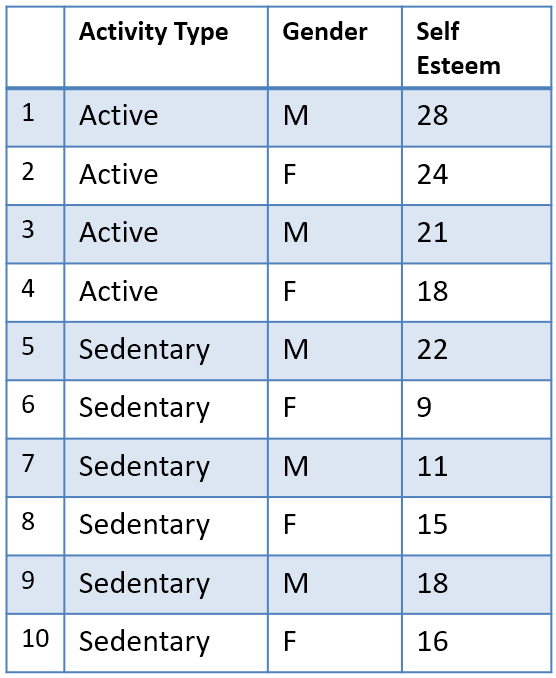 Activity Type Gender Self
Esteem
1 Active M 28
2 Active F 24
3 Active M 21
4 Active F 18
5 Sedentary M 22
6 Sedentary F 9
7 Sedentary M 11
8 Sedentary F 15
9 Sedentary M 18
10 Sedentary F 16